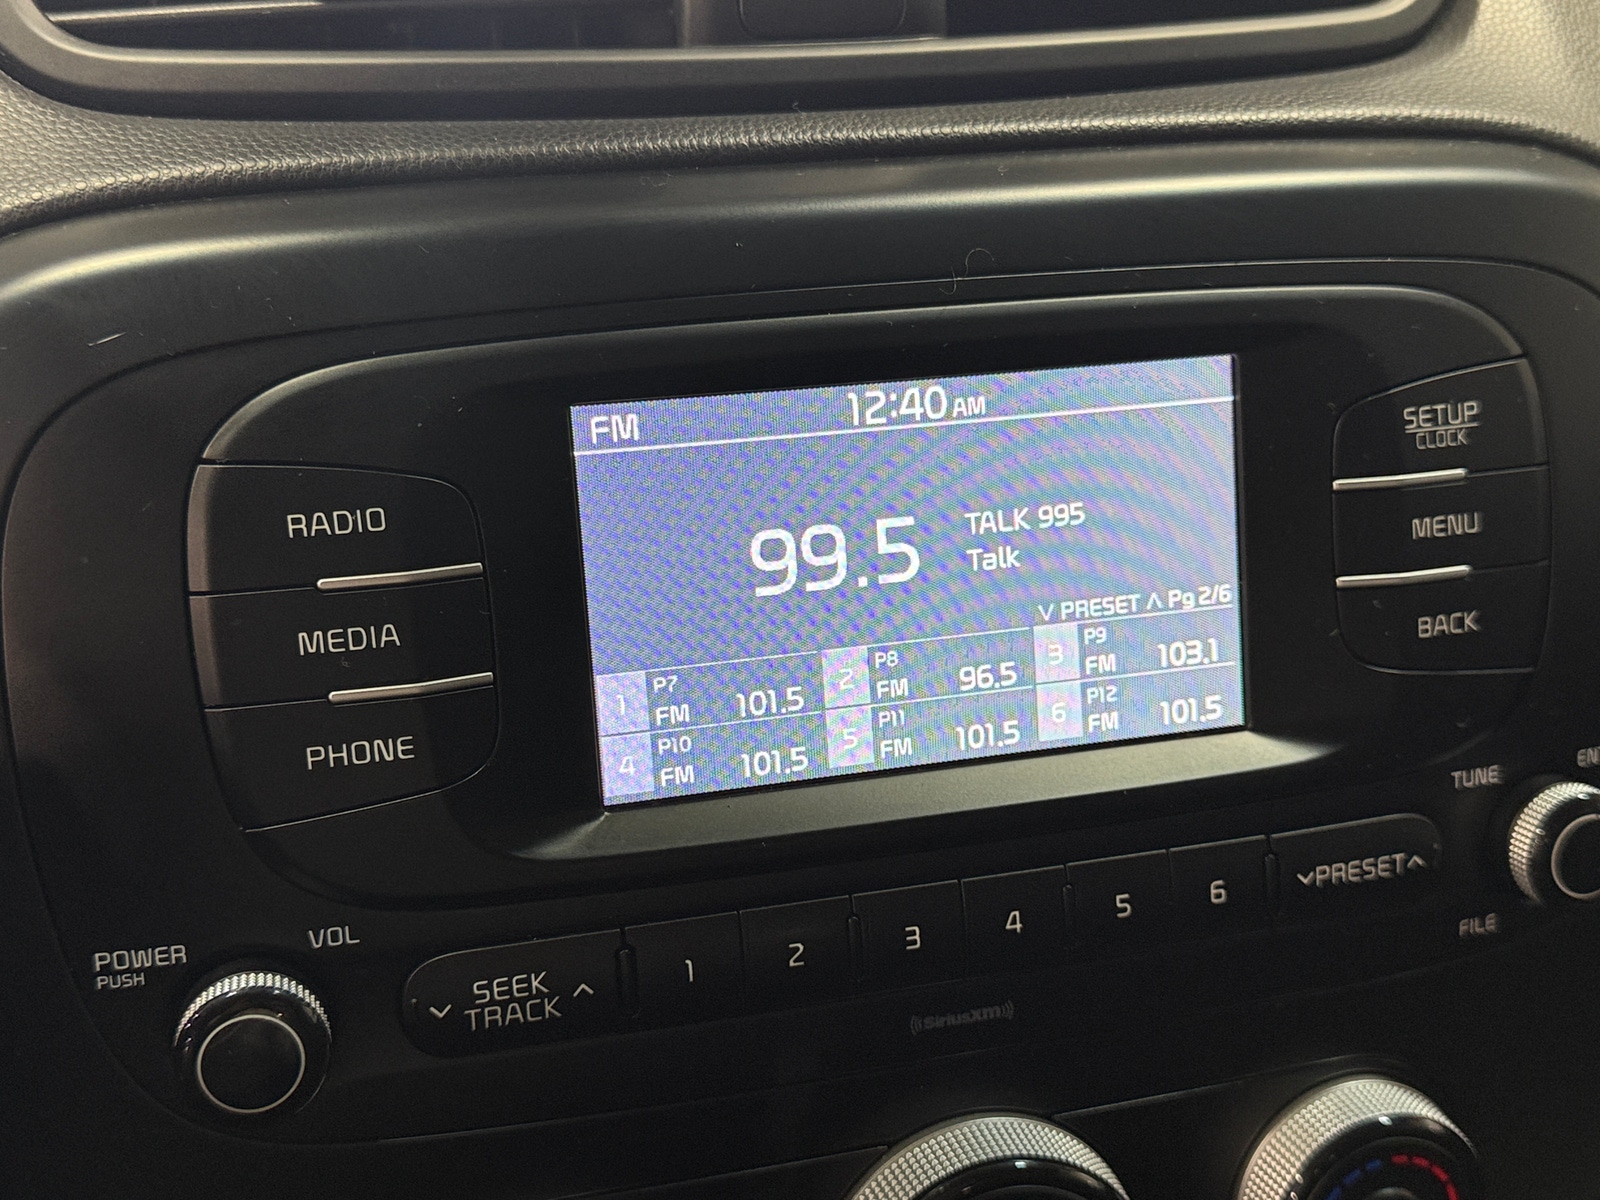 FM 12:40 AM
99.5 TALK 995
Talk
∨ PRESET ∧ Pg 2/6
1 P7 FM 101.5
2 P8 FM 96.5
3 P9 FM 103.1
4 P10 FM 101.5
5 P11 FM 101.5
6 P12 FM 101.5
RADIO
MEDIA
PHONE
SETUP
CLOCK
MENU
BACK
TUNE
FILE
POWER
PUSH
VOL
∨ SEEK ∧
TRACK
1 2 3 4 5 6
∨PRESET∧
((SiriusXM))